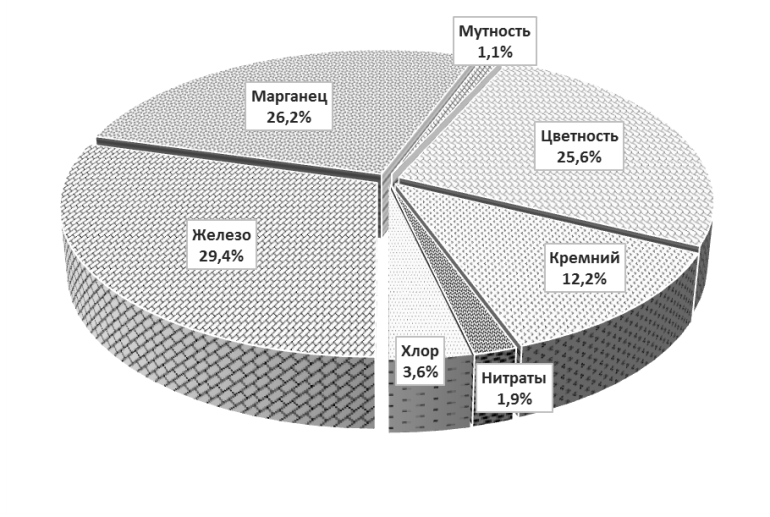 Мутность
1,1%
Марганец
26,2%
Цветность
25,6%
Железо
29,4%
Кремний
12,2%
Хлор
3,6%
Нитраты
1,9%